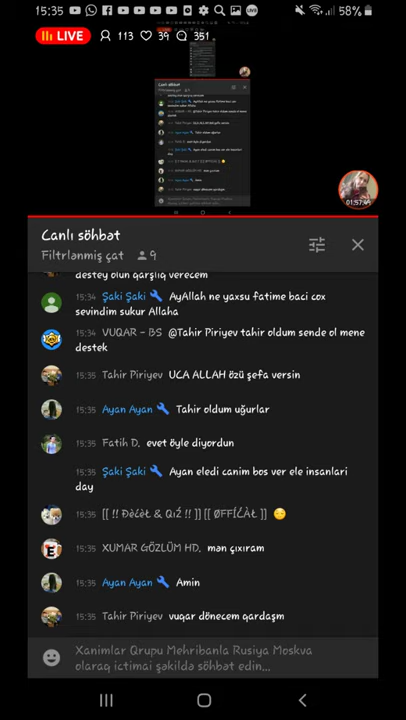 15:35
58%
LIVE
113
39
351
01:57:49
Canlı söhbət
Filtrlənmiş çat
9
destey olun qarşliq verecem
15:34 Şaki Şaki AyAllah ne yaxsu fatime baci cox
sevindim sukur Allaha
15:34 VUQAR - BS @Tahir Piriyev tahir oldum sende ol mene
destek
15:35 Tahir Piriyev UCA ALLAH özü şefa versin
15:35 Ayan Ayan Tahir oldum uğurlar
15:35 Fatih D. evet öyle diyordun
15:35 Şaki Şaki Ayan eledi canim bos ver ele insanlari
day
15:35 XUMAR GÖZLÜM HD. mən çıxıram
15:35 Ayan Ayan Amin
15:35 Tahir Piriyev vuqar dönecem qardaşm
Xanimlar Qrupu Mehribanla Rusiya Moskva
olaraq ictimai şəkildə söhbət edin...